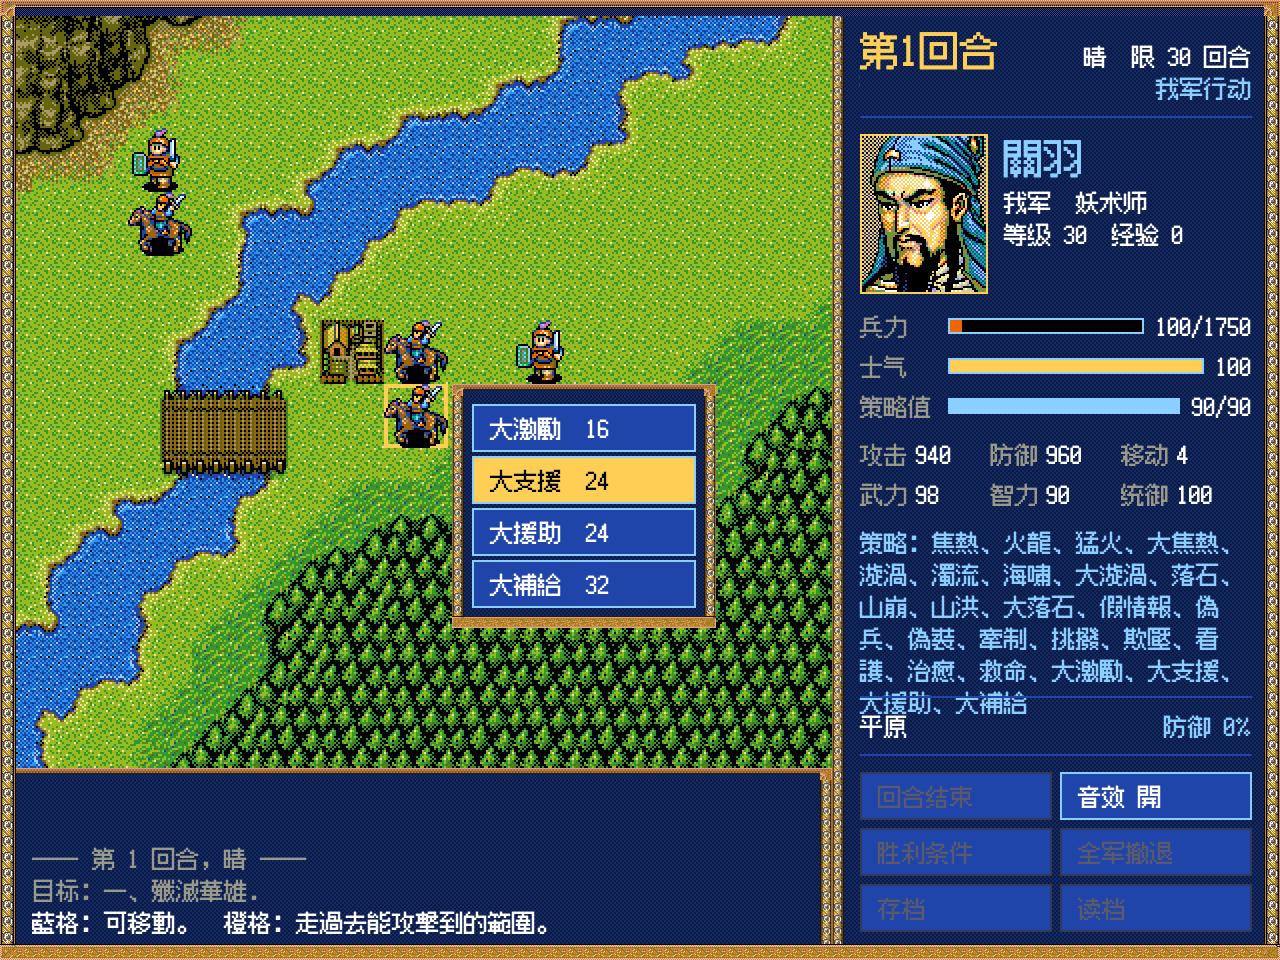 第1回合
晴 限 30 回合
我军行动
關羽
我军 妖术师
等级 30 经验 0
兵力 100/1750
士气 100
策略值 90/90
攻击 940 防御 960 移动 4
武力 98 智力 90 统御 100
策略：焦熱、火龍、猛火、大焦熱、
漩渦、濁流、海嘯、大漩渦、落石、
山崩、山洪、大落石、假情報、偽
兵、偽裝、牽制、挑撥、欺壓、看
護、治癒、救命、大激勵、大支援、
大援助、大補給
平原 防御 0%
大激勵 16
大支援 24
大援助 24
大補給 32
回合结束 音效 開
胜利条件 全军撤退
存档 读档
—— 第 1 回合，晴 ——
目标：一、殲滅華雄．
藍格：可移動。 橙格：走過去能攻擊到的範圍。